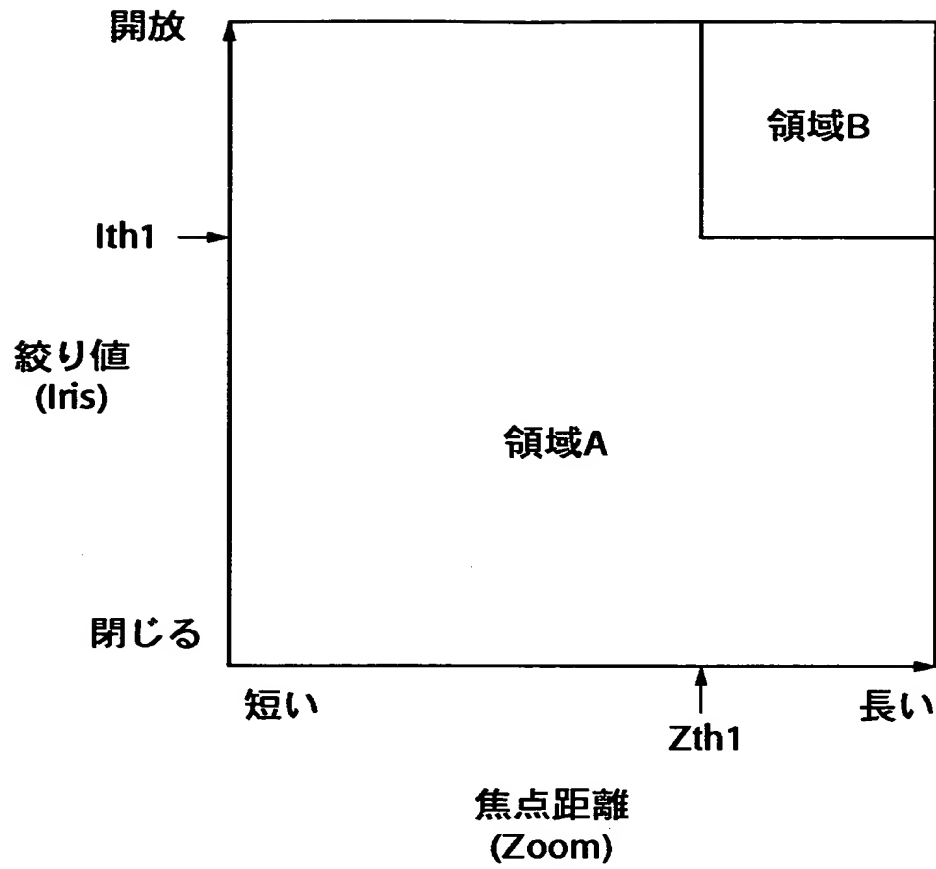 開放
領域B
Ith1
絞り値
(Iris)
領域A
閉じる
短い
長い
Zth1
焦点距離
(Zoom)